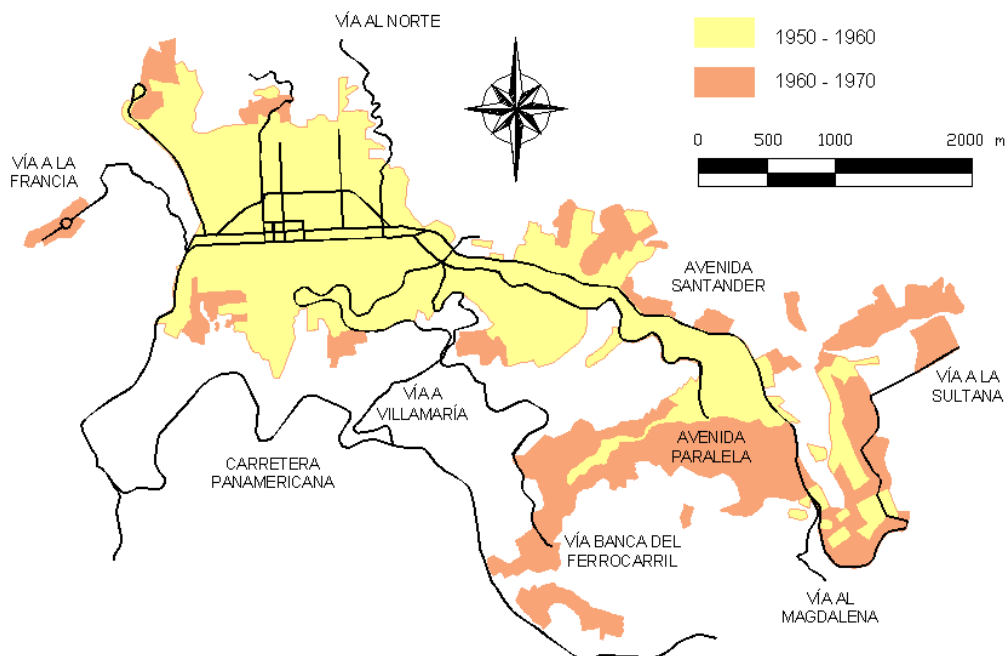 VÍA AL NORTE
1950 - 1960
1960 - 1970
0 500 1000 2000 m
VÍA A LA
FRANCIA
AVENIDA
SANTANDER
VÍA A LA
SULTANA
VÍA A
VILLAMARÍA
CARRETERA
PANAMERICANA
AVENIDA
PARALELA
VÍA BANCA DEL
FERROCARRIL
VÍA AL
MAGDALENA